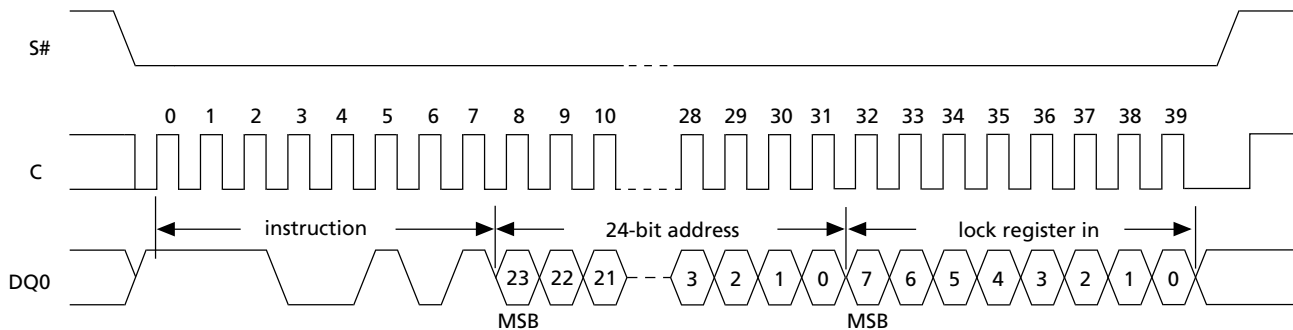 S#
0 1 2 3 4 5 6 7 8 9 10 28 29 30 31 32 33 34 35 36 37 38 39
C
instruction 24-bit address lock register in
DQ0 23 22 21 3 2 1 0 7 6 5 4 3 2 1 0
MSB MSB